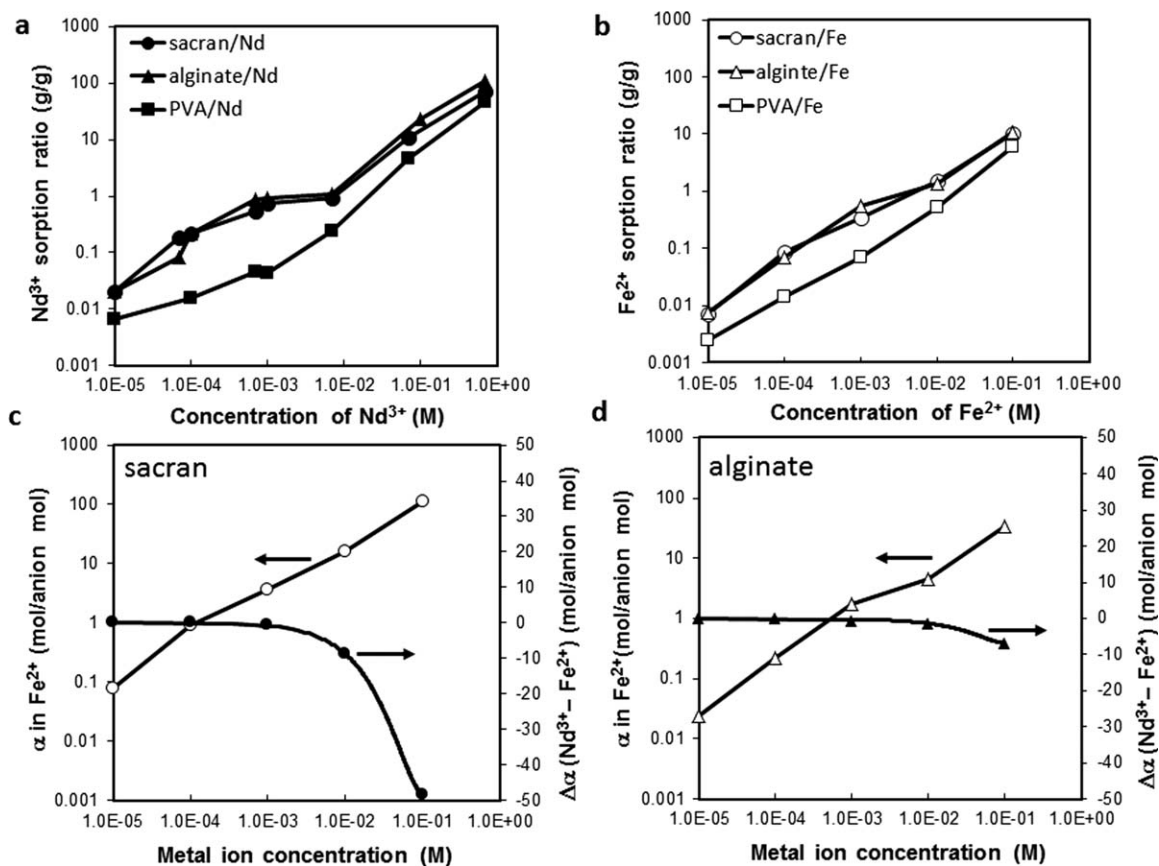 a
1000
100
10
1
0.1
0.01
0.001
Nd³⁺ sorption ratio (g/g)
sacran/Nd
alginate/Nd
PVA/Nd
1.0E-05 1.0E-04 1.0E-03 1.0E-02 1.0E-01 1.0E+00
Concentration of Nd³⁺ (M)
b
1000
100
10
1
0.1
0.01
0.001
Fe²⁺ sorption ratio (g/g)
sacran/Fe
alginte/Fe
PVA/Fe
1.0E-05 1.0E-04 1.0E-03 1.0E-02 1.0E-01 1.0E+00
Concentration of Fe²⁺ (M)
c
sacran
1000
100
10
1
0.1
0.01
0.001
α in Fe²⁺ (mol/anion mol)
50
40
30
20
10
0
-10
-20
-30
-40
-50
Δα (Nd³⁺– Fe²⁺) (mol/anion mol)
1.0E-05 1.0E-04 1.0E-03 1.0E-02 1.0E-01 1.0E+00
Metal ion concentration (M)
d
alginate
1000
100
10
1
0.1
0.01
0.001
α in Fe²⁺(mol/anion mol)
50
40
30
20
10
0
-10
-20
-30
-40
-50
Δα (Nd³⁺– Fe²⁺) (mol/anion mol)
1.0E-05 1.0E-04 1.0E-03 1.0E-02 1.0E-01 1.0E+00
Metal ion concentration (M)